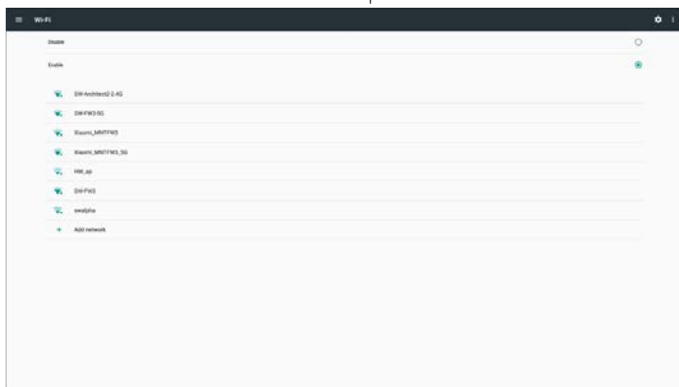 Wi-Fi
Disable
Enable
DW-Architect2-2.4G
DW-FW3-5G
Xiaomi_MNTFW3
Xiaomi_MNTFW3_5G
HW_ap
DW-FW3
swalpha
Add network